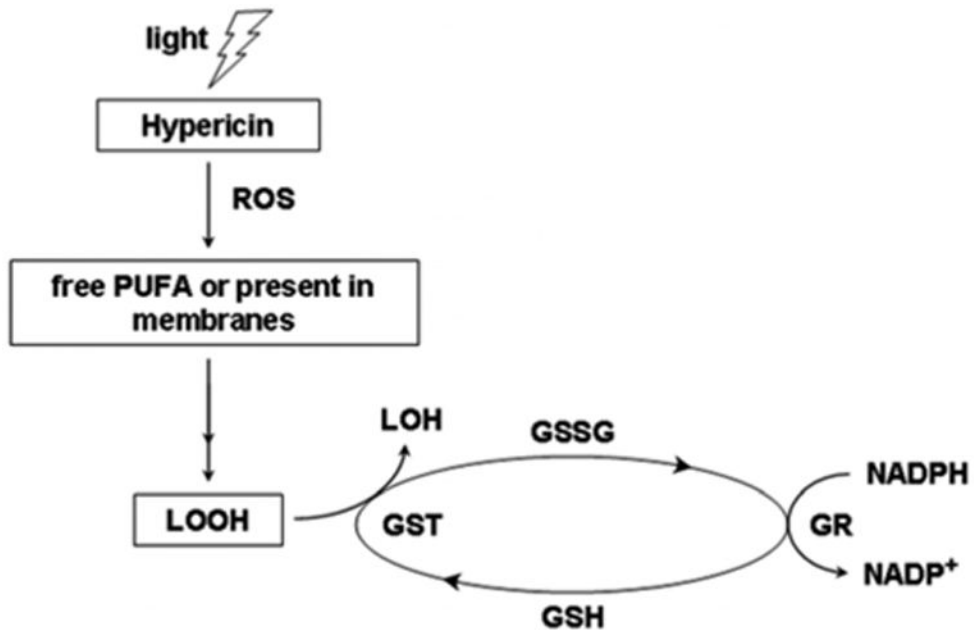 light
Hypericin
ROS
free PUFA or present in
membranes
LOH
GSSG
NADPH
LOOH
GST
GR
NADP⁺
GSH